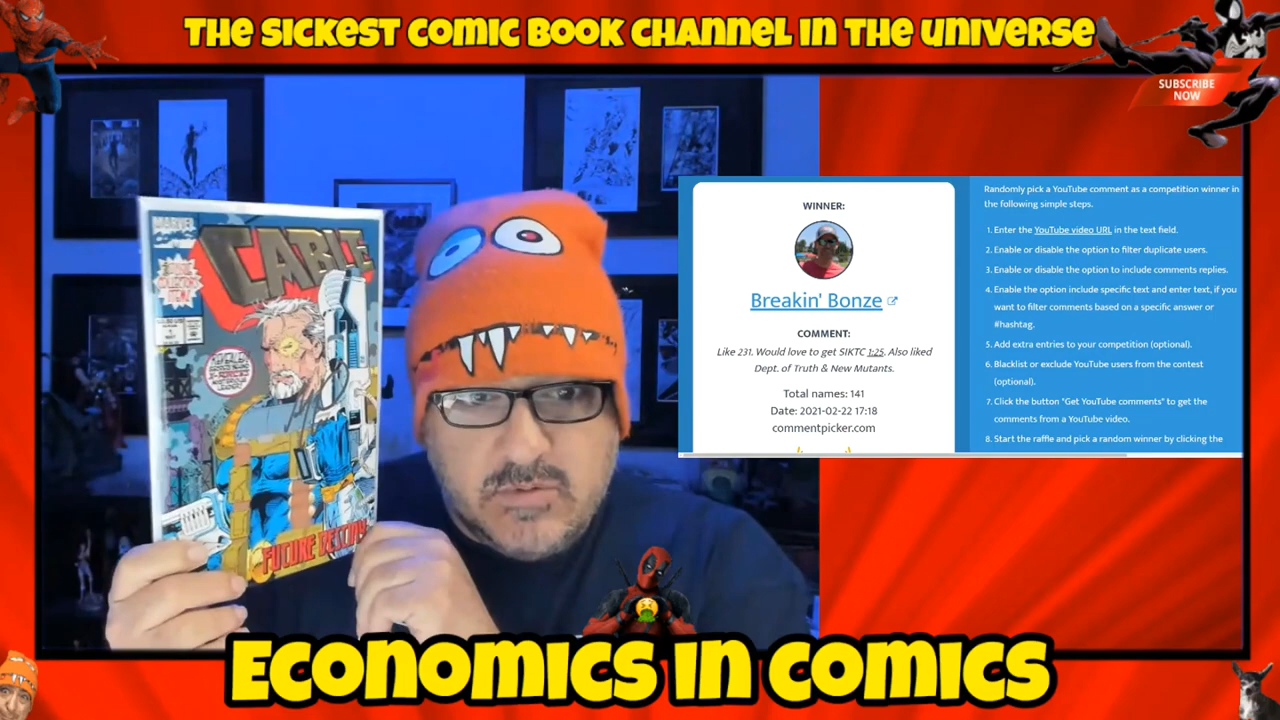 THE SICKEST COMIC BOOK CHANNEL IN THE UNIVERSE
SUBSCRIBE
NOW
MARVEL
CABLE
FUTURE DESTINY
WINNER:
Breakin' Bonze
COMMENT:
Like 231. Would love to get SIKTC 1:25. Also liked
Dept. of Truth & New Mutants.
Total names: 141
Date: 2021-02-22 17:18
commentpicker.com
Randomly pick a YouTube comment as a competition winner in
the following simple steps.
1. Enter the YouTube video URL in the text field.
2. Enable or disable the option to filter duplicate users.
3. Enable or disable the option to include comments replies.
4. Enable the option include specific text and enter text, if you
want to filter comments based on a specific answer or
#hashtag.
5. Add extra entries to your competition (optional).
6. Blacklist or exclude YouTube users from the contest
(optional).
7. Click the button "Get YouTube comments" to get the
comments from a YouTube video.
8. Start the raffle and pick a random winner by clicking the
ECONOMICS IN COMICS